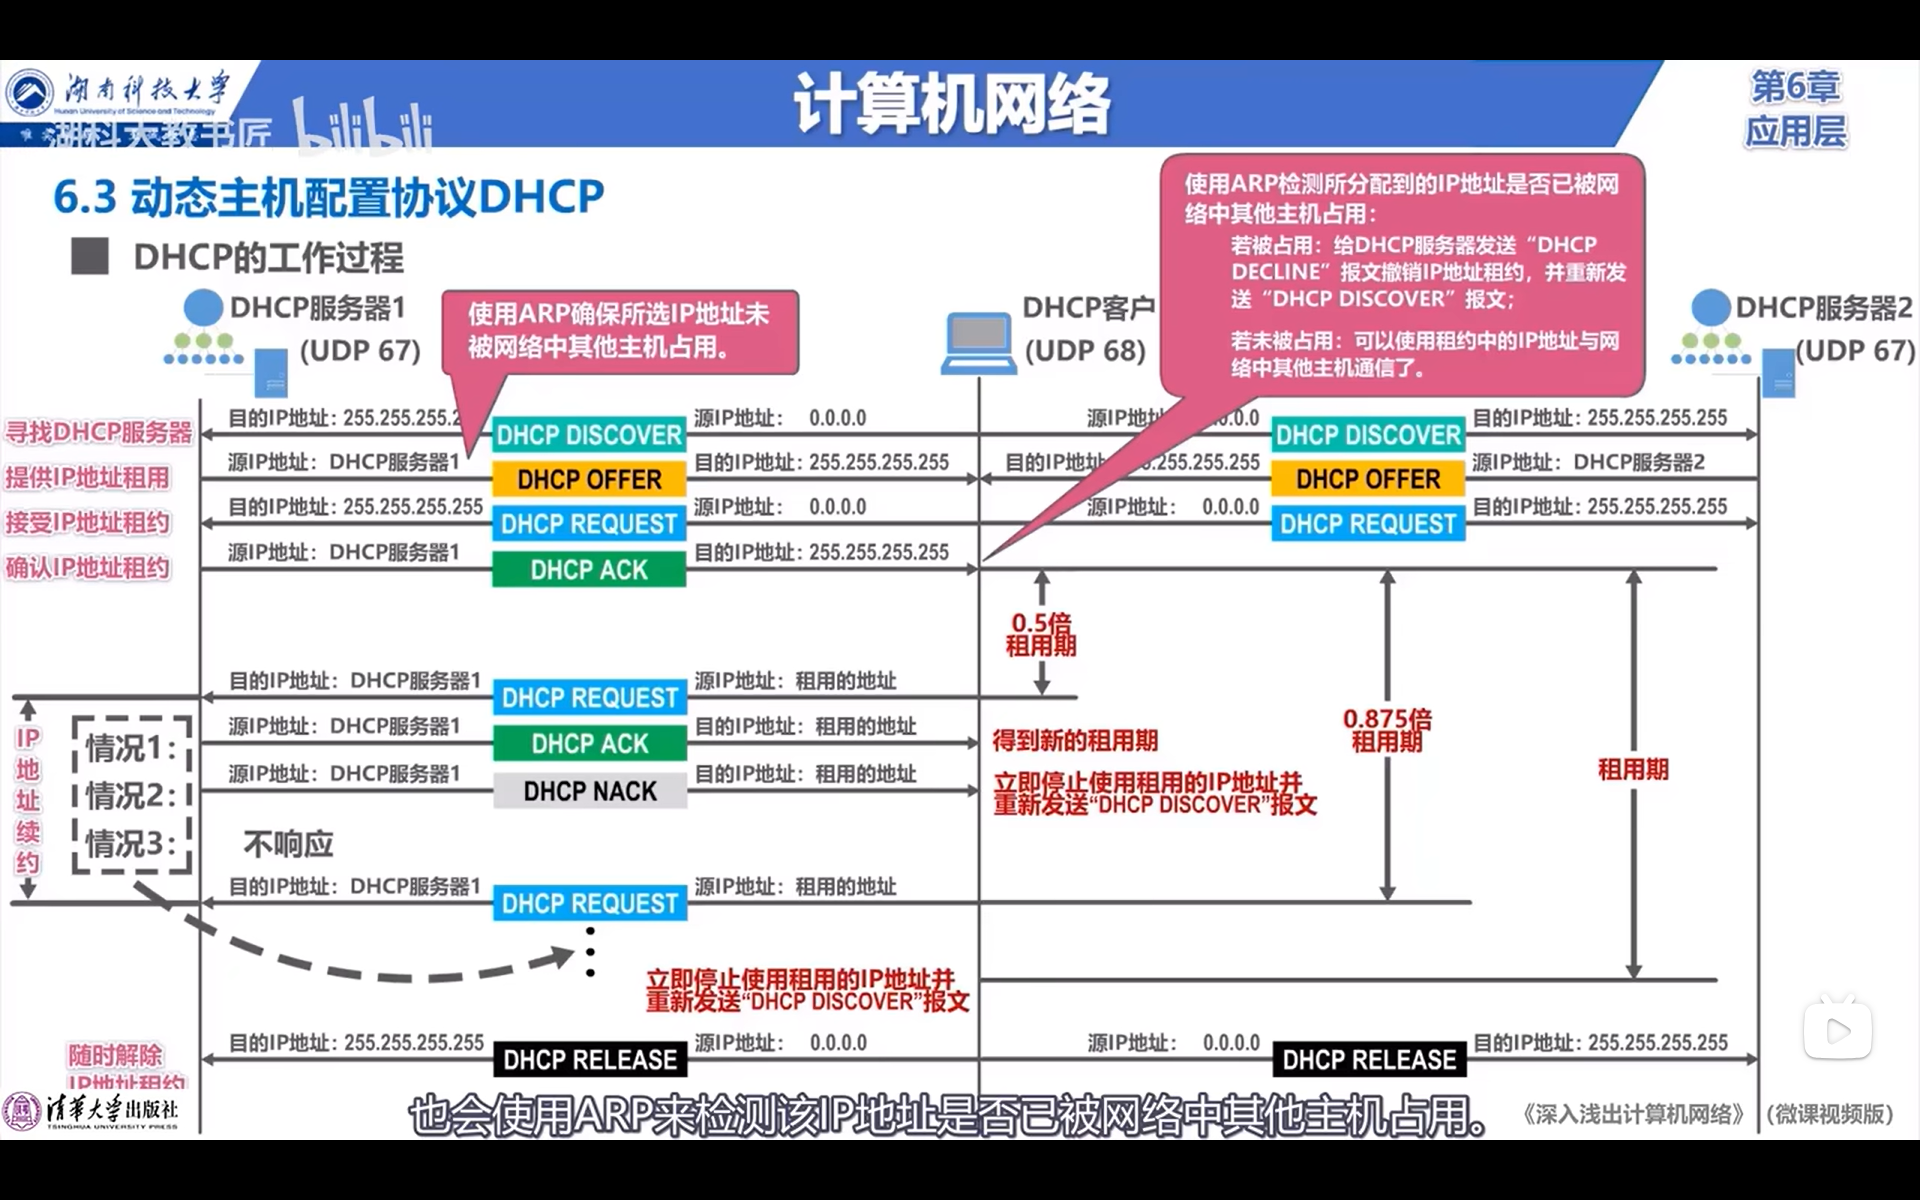 湖南科技大学
Hunan University of Science and Technology
湖科大教书匠 bilibili
计算机网络
第6章
应用层
6.3 动态主机配置协议DHCP
DHCP的工作过程
使用ARP检测所分配到的IP地址是否已被网
络中其他主机占用：
若被占用：给DHCP服务器发送“DHCP
DECLINE”报文撤销IP地址租约，并重新发
送“DHCP DISCOVER”报文；
若未被占用：可以使用租约中的IP地址与网
络中其他主机通信了。
DHCP服务器1
(UDP 67)
使用ARP确保所选IP地址未
被网络中其他主机占用。
DHCP客户
(UDP 68)
DHCP服务器2
(UDP 67)
寻找DHCP服务器
目的IP地址：255.255.255.2
DHCP DISCOVER
源IP地址： 0.0.0.0
源IP地址 .0.0
DHCP DISCOVER
目的IP地址：255.255.255.255
提供IP地址租用
源IP地址：DHCP服务器1
DHCP OFFER
目的IP地址：255.255.255.255
目的IP地址 .255.255.255
DHCP OFFER
源IP地址：DHCP服务器2
接受IP地址租约
目的IP地址：255.255.255.255
DHCP REQUEST
源IP地址： 0.0.0.0
源IP地址： 0.0.0.0
DHCP REQUEST
目的IP地址：255.255.255.255
确认IP地址租约
源IP地址：DHCP服务器1
DHCP ACK
目的IP地址：255.255.255.255
0.5倍
租用期
目的IP地址：DHCP服务器1
DHCP REQUEST
源IP地址：租用的地址
0.875倍
租用期
租用期
IP地址续约
情况1：
源IP地址：DHCP服务器1
DHCP ACK
目的IP地址：租用的地址
得到新的租用期
情况2：
源IP地址：DHCP服务器1
DHCP NACK
目的IP地址：租用的地址
立即停止使用租用的IP地址并
重新发送“DHCP DISCOVER”报文
情况3：
不响应
目的IP地址：DHCP服务器1
DHCP REQUEST
源IP地址：租用的地址
立即停止使用租用的IP地址并
重新发送“DHCP DISCOVER”报文
随时解除
IP地址租约
目的IP地址：255.255.255.255
DHCP RELEASE
源IP地址： 0.0.0.0
源IP地址： 0.0.0.0
DHCP RELEASE
目的IP地址：255.255.255.255
清华大学出版社
TSINGHUA UNIVERSITY PRESS
也会使用ARP来检测该IP地址是否已被网络中其他主机占用。
《深入浅出计算机网络》（微课视频版）